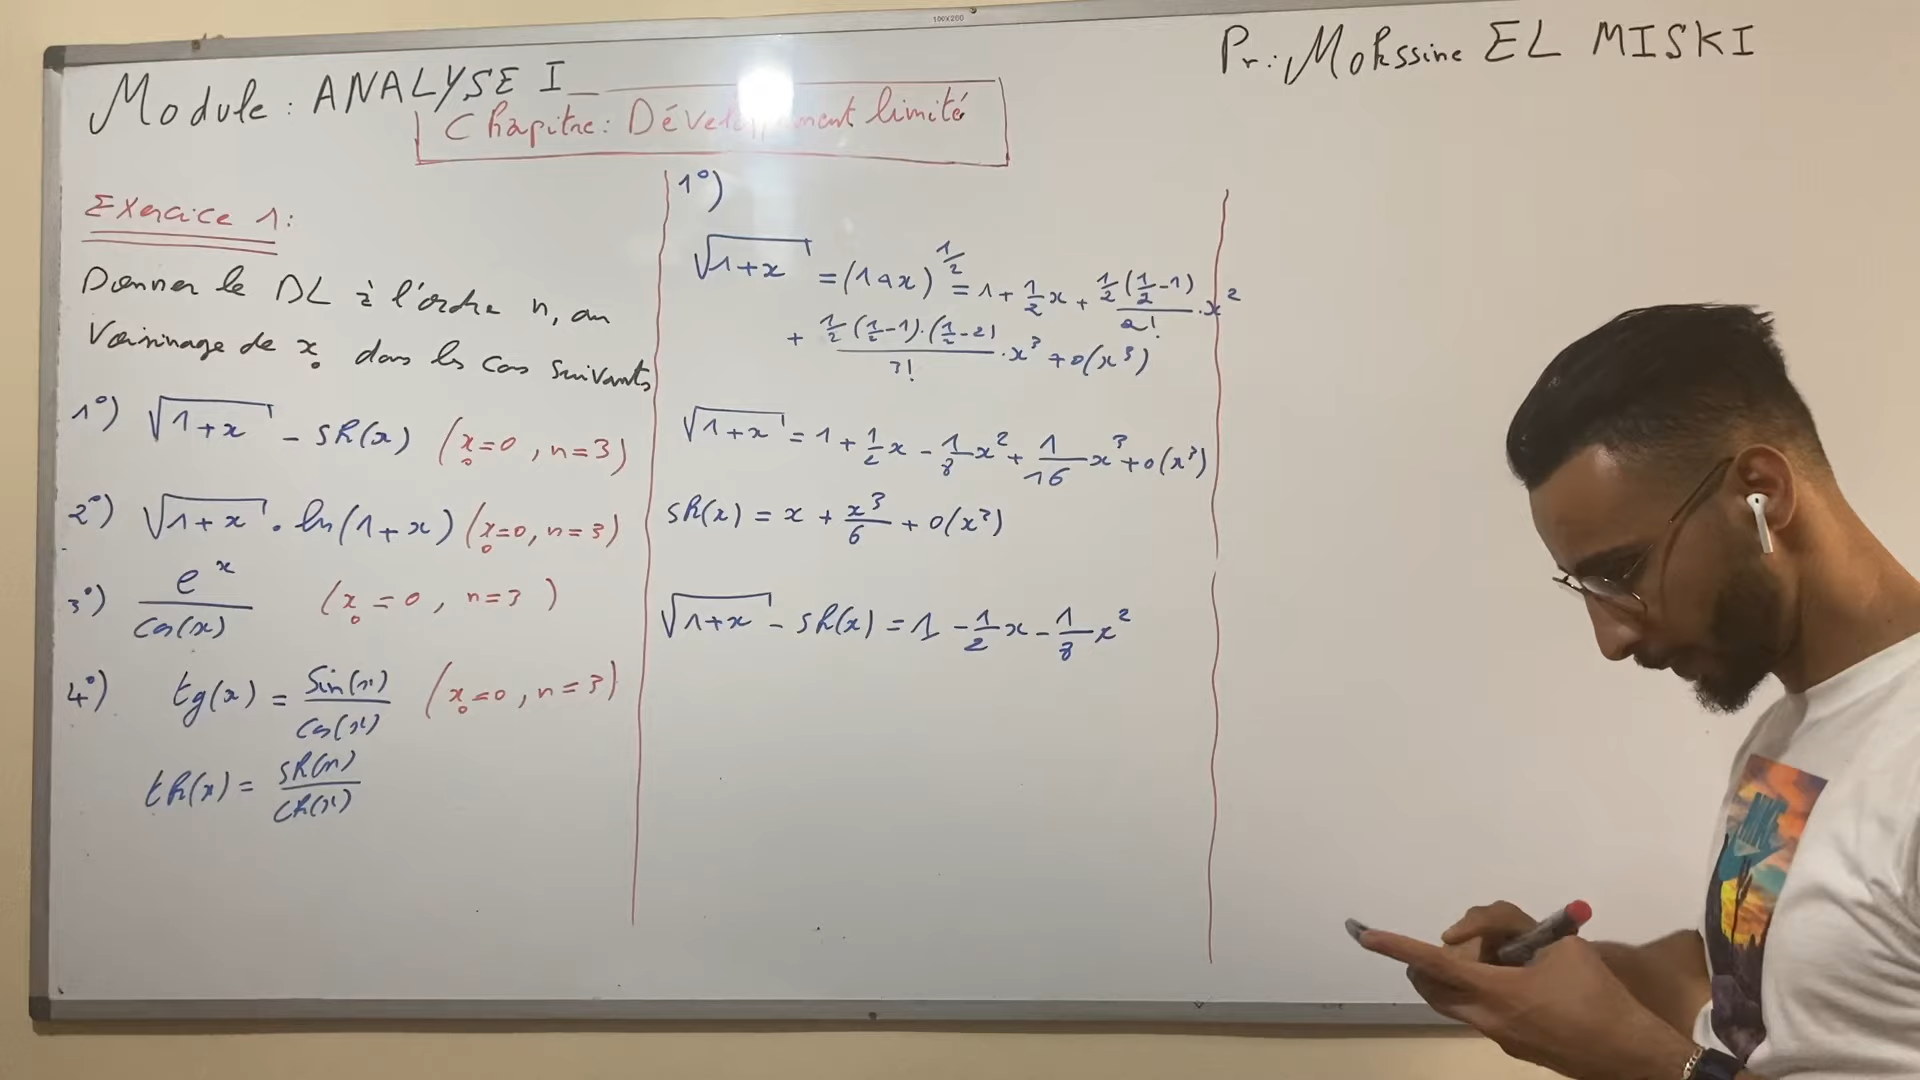 100x200
Module : ANALYSE I
Pr.: Mohssine EL MISKI
Chapitre : Développement limité
Exercice 1 :
Donner le DL à l'ordre n, au
voisinage de x₀ dans les cas suivants
1°) √(1+x) - sh(x) (x₀=0, n=3)
2°) √(1+x) · ln(1+x) (x₀=0, n=3)
3°) e^x / cos(x) (x₀=0, n=3)
4°) tg(x) = sin(x)/cos(x) (x₀=0, n=3)
th(x) = sh(x)/ch(x)
1°)
√(1+x) = (1+x)^(1/2) = 1 + 1/2 x + (1/2(1/2-1))/2! · x²
+ (1/2(1/2-1)·(1/2-2))/3! · x³ + o(x³)
√(1+x) = 1 + 1/2 x - 1/8 x² + 1/16 x³ + o(x³)
sh(x) = x + x³/6 + o(x³)
√(1+x) - sh(x) = 1 - 1/2 x - 1/8 x²